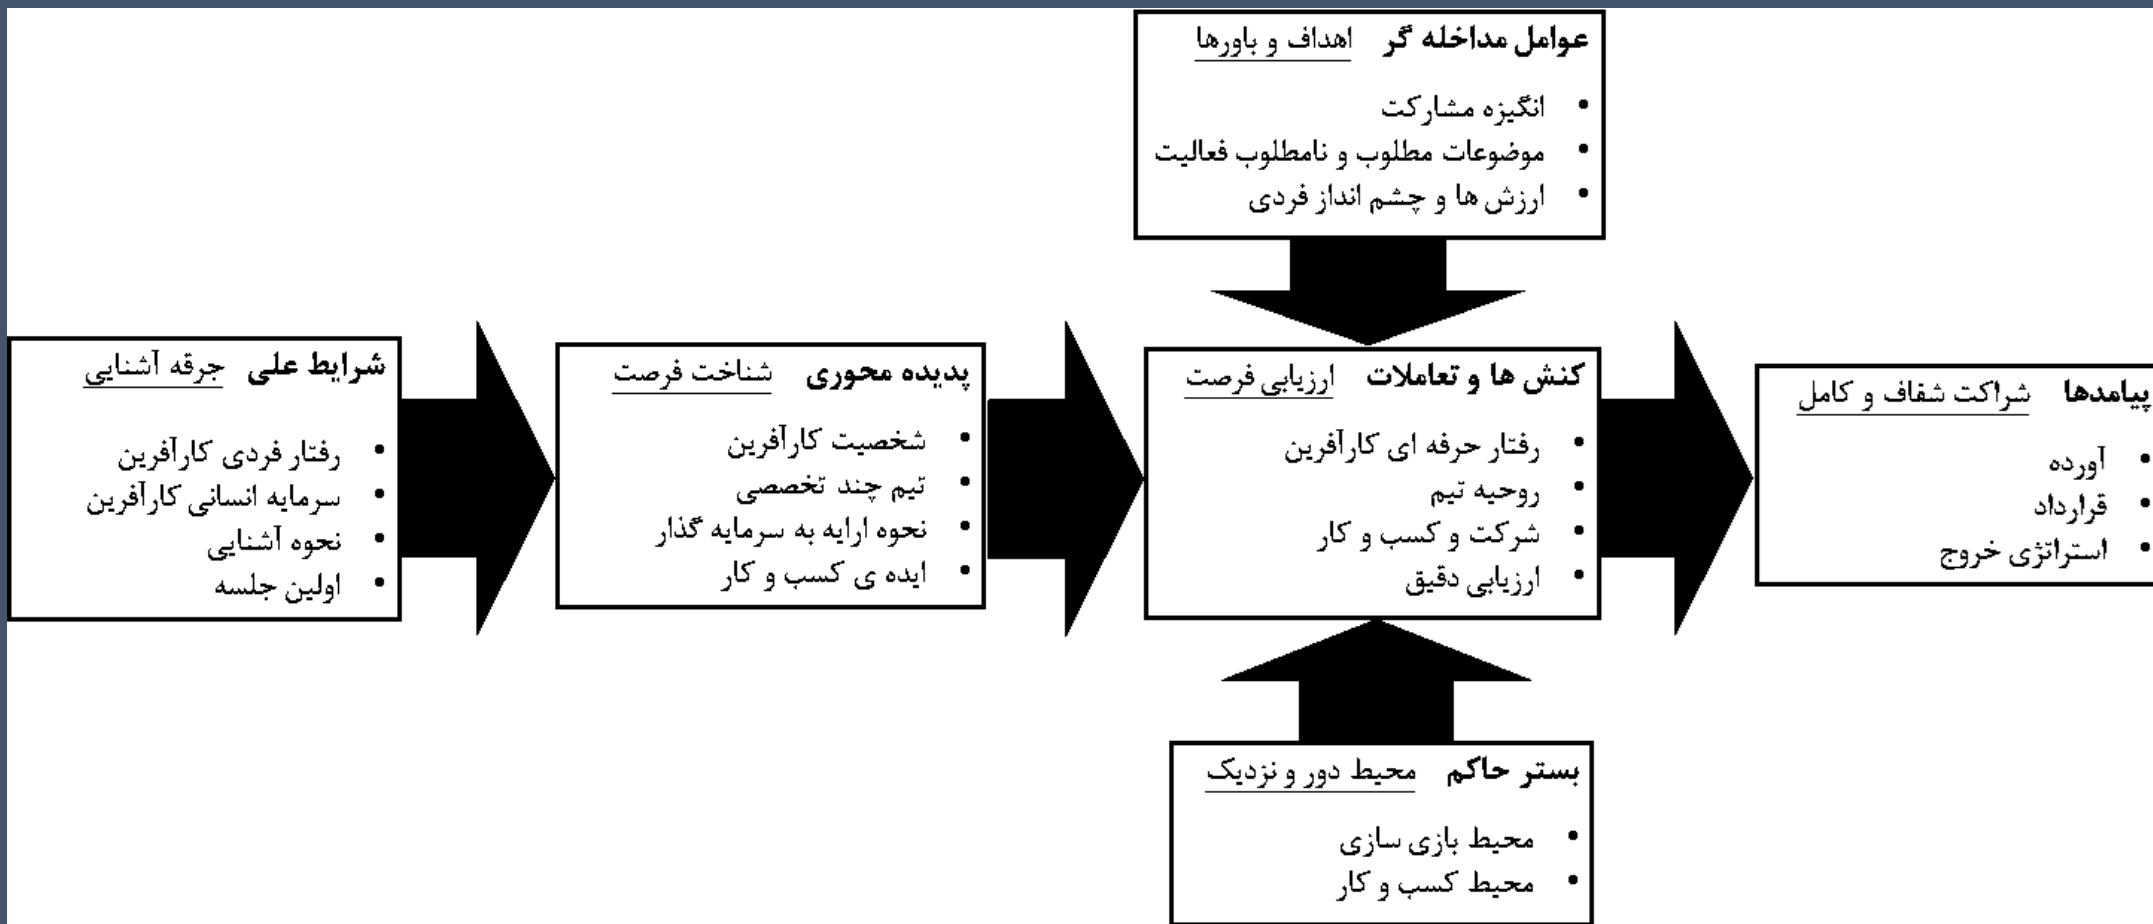 عوامل مداخله گر اهداف و باورها
• انگیزه مشارکت
• موضوعات مطلوب و نامطلوب فعالیت
• ارزش ها و چشم انداز فردی
شرایط علی جرقه آشنایی
• رفتار فردی کارآفرین
• سرمایه انسانی کارآفرین
• نحوه آشنایی
• اولین جلسه
پدیده محوری شناخت فرصت
• شخصیت کارآفرین
• تیم چند تخصصی
• نحوه ارایه به سرمایه گذار
• ایده ی کسب و کار
کنش ها و تعاملات ارزیابی فرصت
• رفتار حرفه ای کارآفرین
• روحیه تیم
• شرکت و کسب و کار
• ارزیابی دقیق
پیامدها شراکت شفاف و کامل
• آورده
• قرارداد
• استراتژی خروج
بستر حاکم محیط دور و نزدیک
• محیط بازی سازی
• محیط کسب و کار